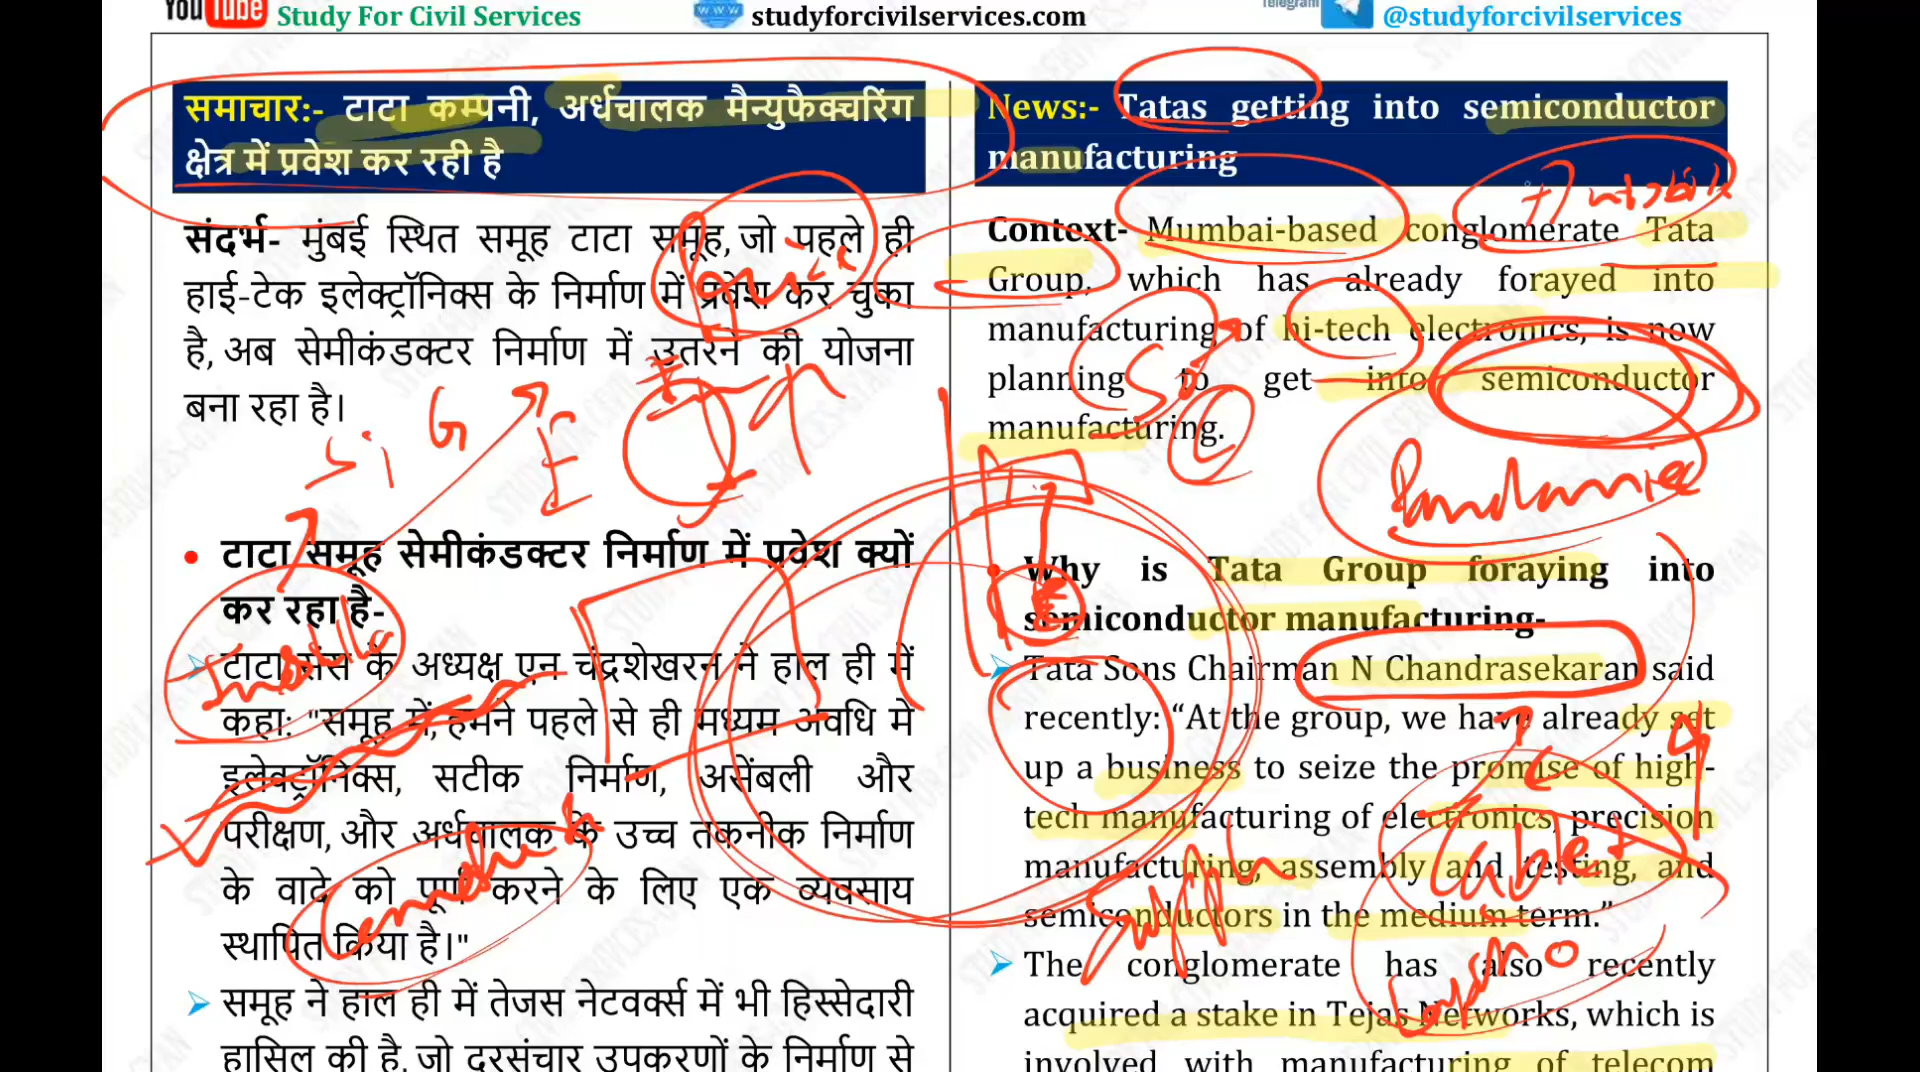 YouTube Study For Civil Services
www studyforcivilservices.com
Telegram @studyforcivilservices
समाचार:- टाटा कम्पनी, अर्धचालक मैन्युफैक्चरिंग
क्षेत्र में प्रवेश कर रही है
संदर्भ- मुंबई स्थित समूह टाटा समूह, जो पहले ही
हाई-टेक इलेक्ट्रॉनिक्स के निर्माण में प्रवेश कर चुका
है, अब सेमीकंडक्टर निर्माण में उतरने की योजना
बना रहा है।
• टाटा समूह सेमीकंडक्टर निर्माण में प्रवेश क्यों
कर रहा है-
टाटा संस के अध्यक्ष एन चंद्रशेखरन ने हाल ही में
कहा: "समूह में, हमने पहले से ही मध्यम अवधि में
इलेक्ट्रॉनिक्स, सटीक निर्माण, असेंबली और
परीक्षण, और अर्धचालक के उच्च तकनीक निर्माण
के वादे को पूर्ण करने के लिए एक व्यवसाय
स्थापित किया है।"
समूह ने हाल ही में तेजस नेटवर्क्स में भी हिस्सेदारी
हासिल की है, जो दूरसंचार उपकरणों के निर्माण से
News:- Tatas getting into semiconductor
manufacturing
Context- Mumbai-based conglomerate Tata
Group, which has already forayed into
manufacturing of hi-tech electronics, is now
planning to get into semiconductor
manufacturing.
• Why is Tata Group foraying into
semiconductor manufacturing-
Tata Sons Chairman N Chandrasekaran said
recently: “At the group, we have already set
up a business to seize the promise of high-
tech manufacturing of electronics, precision
manufacturing, assembly and testing, and
semiconductors in the medium term.”
The conglomerate has also recently
acquired a stake in Tejas Networks, which is
involved with manufacturing of telecom
Si
Si G